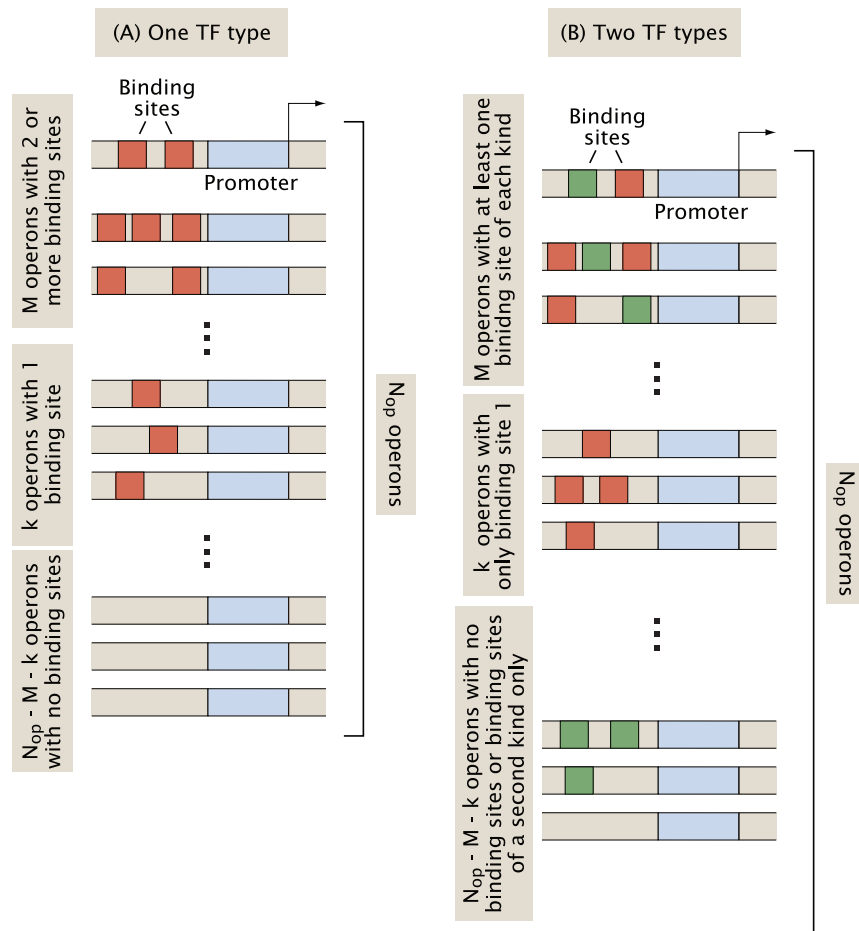 (A) One TF type
M operons with 2 or
more binding sites
Binding
sites
Promoter
k operons with 1
binding site
Nop - M - k operons
with no binding sites
Nop operons
(B) Two TF types
M operons with at least one
binidng site of each kind
Binding
sites
Promoter
k operons with
only binding site 1
Nop - M - k operons with no
binding sites or binding sites
of a second kind only
Nop operons